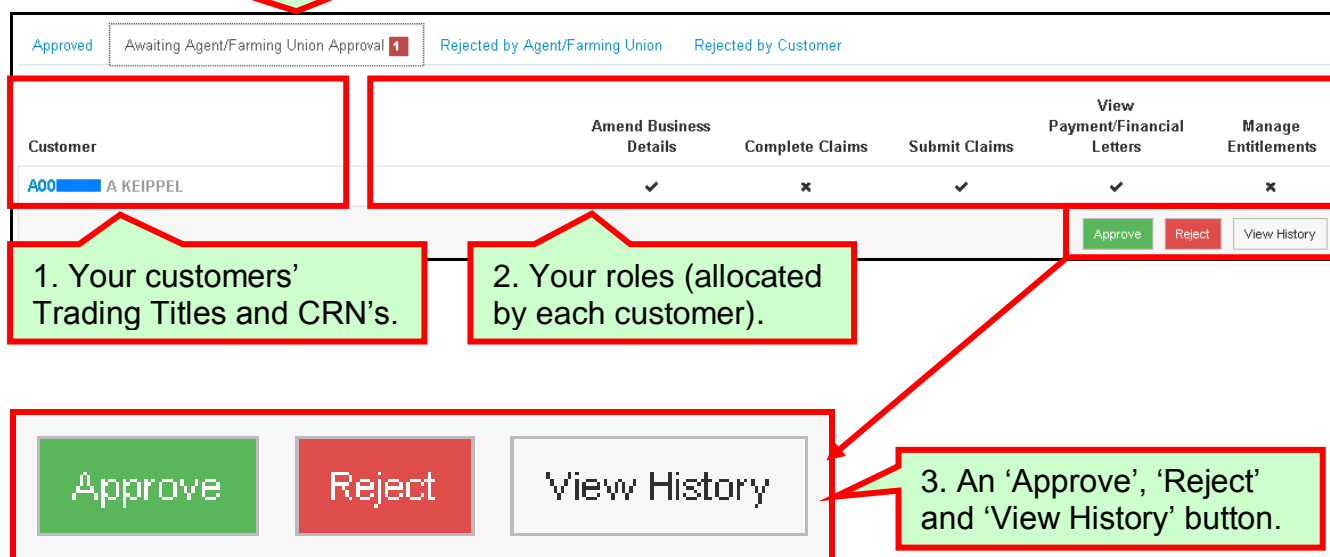 Approved Awaiting Agent/Farming Union Approval 1 Rejected by Agent/Farming Union Rejected by Customer
View
Amend Business Payment/Financial Manage
Customer Details Complete Claims Submit Claims Letters Entitlements
A00 A KEIPPEL ✔ ✖ ✔ ✔ ✖
Approve Reject View History
1. Your customers’
Trading Titles and CRN’s.
2. Your roles (allocated
by each customer).
Approve Reject View History
3. An ‘Approve’, ‘Reject’
and ‘View History’ button.